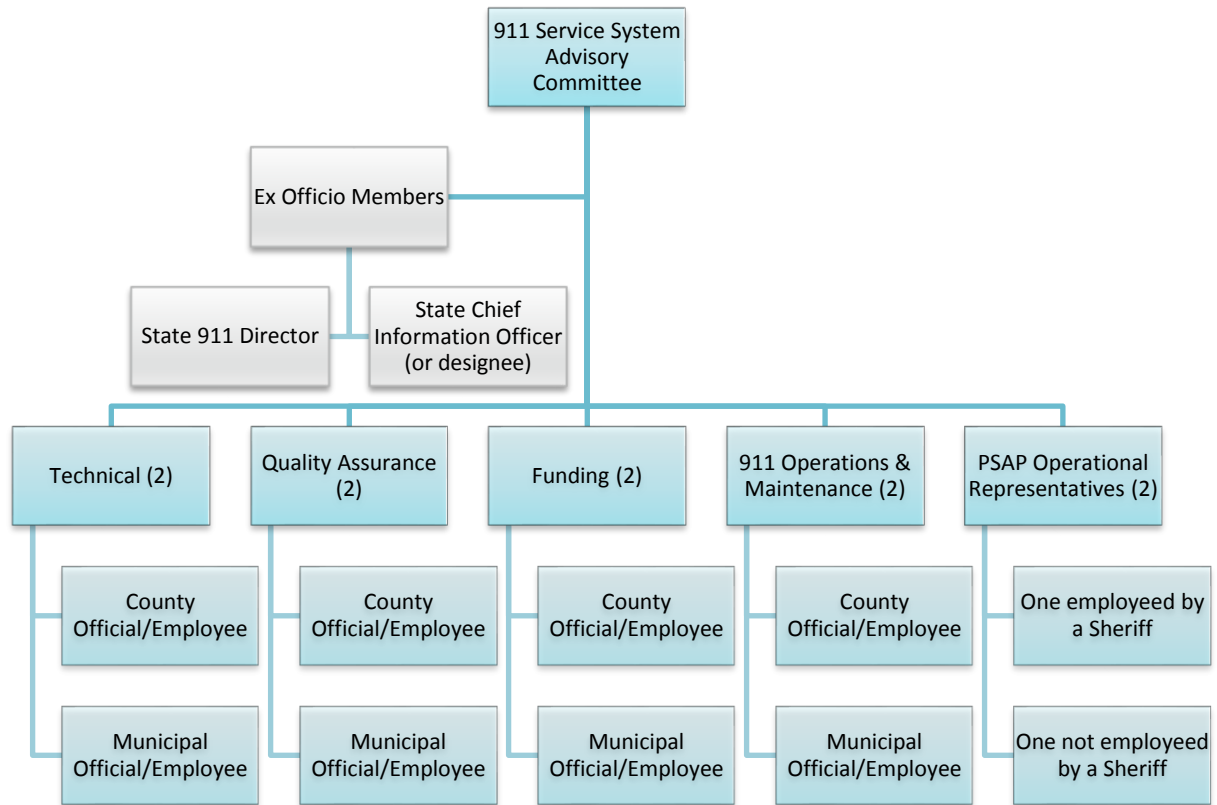 911 Service System
Advisory
Committee
Ex Officio Members
State 911 Director
State Chief
Information Officer
(or designee)
Technical (2)
Quality Assurance
(2)
Funding (2)
911 Operations &
Maintenance (2)
PSAP Operational
Representatives (2)
County
Official/Employee
County
Official/Employee
County
Official/Employee
County
Official/Employee
One employeed by
a Sheriff
Municipal
Official/Employee
Municipal
Official/Employee
Municipal
Official/Employee
Municipal
Official/Employee
One not employeed
by a Sheriff